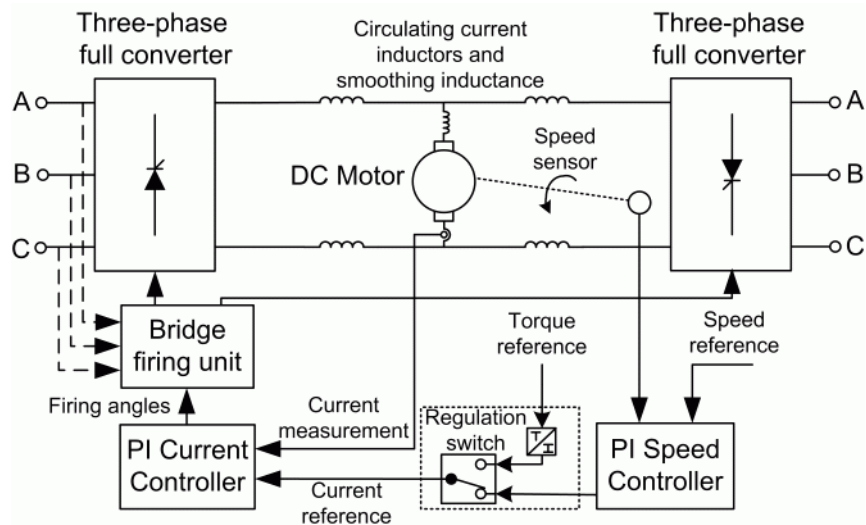 Three-phase
full converter
Circulating current
inductors and
smoothing inductance
Three-phase
full converter
A
B
C
A
B
C
DC Motor
Speed
sensor
Bridge
firing unit
Torque
reference
Speed
reference
Firing angles
Current
measurement
Regulation
switch
T
I
PI Current
Controller
Current
reference
PI Speed
Controller